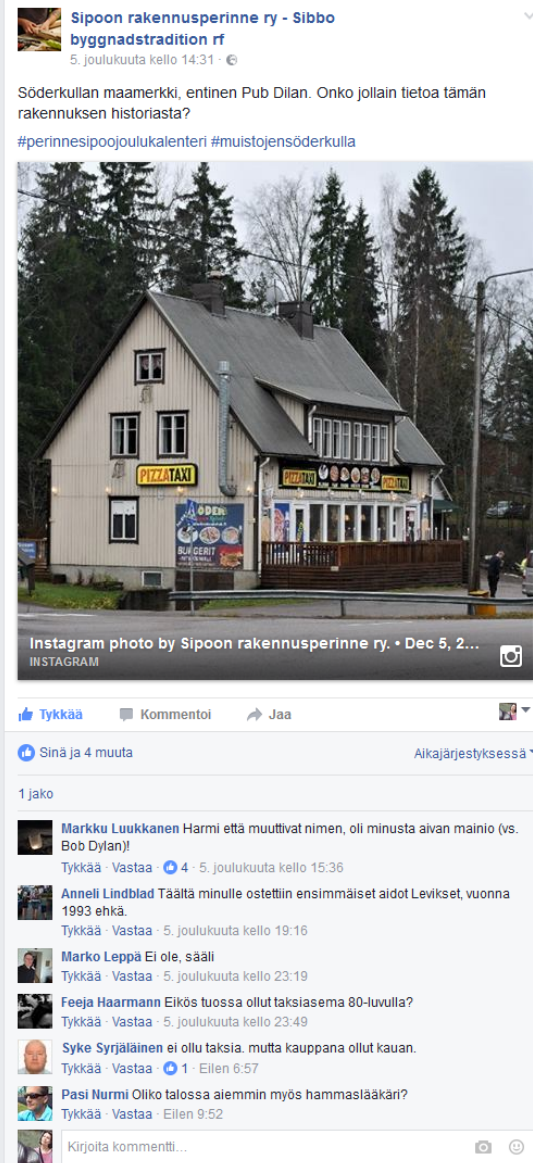 Sipoon rakennusperinne ry - Sibbo
byggnadstradition rf
5. joulukuuta kello 14:31 ·
Söderkullan maamerkki, entinen Pub Dilan. Onko jollain tietoa tämän
rakennuksen historiasta?
#perinnesipoojoulukalenteri #muistojensöderkulla
PIZZATAXI
PIZZATAXI
PIZZATAXI
BURGERIT
Instagram photo by Sipoon rakennusperinne ry. • Dec 5, 2...
INSTAGRAM
Tykkää Kommentoi Jaa
Sinä ja 4 muuta Aikajärjestyksessä
1 jako
Markku Luukkanen Harmi että muuttivat nimen, oli minusta aivan mainio (vs.
Bob Dylan)!
Tykkää · Vastaa · 4 · 5. joulukuuta kello 15:36
Anneli Lindblad Täältä minulle ostettiin ensimmäiset aidot Levikset, vuonna
1993 ehkä.
Tykkää · Vastaa · 5. joulukuuta kello 19:16
Marko Leppä Ei ole, sääli
Tykkää · Vastaa · 5. joulukuuta kello 23:19
Feeja Haarmann Eikös tuossa ollut taksiasema 80-luvulla?
Tykkää · Vastaa · 5. joulukuuta kello 23:49
Syke Syrjäläinen ei ollu taksia. mutta kauppana ollut kauan.
Tykkää · Vastaa · 1 · Eilen 6:57
Pasi Nurmi Oliko talossa aiemmin myös hammaslääkäri?
Tykkää · Vastaa · Eilen 9:52
Kirjoita kommentti...